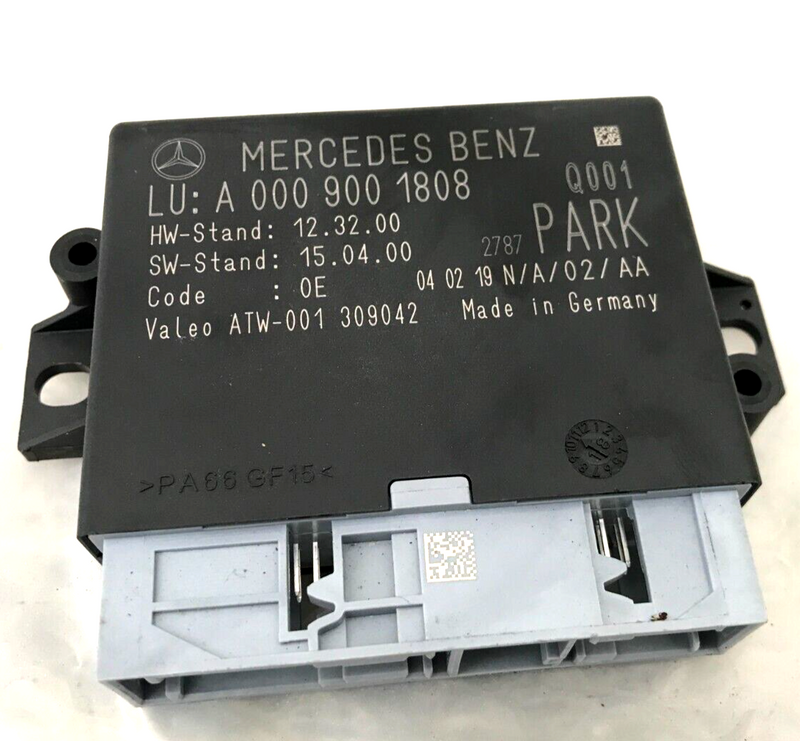 MERCEDES BENZ
LU: A 000 900 1808 Q001
HW-Stand: 12.32.00
SW-Stand: 15.04.00 2787 PARK
Code : 0E 04 02 19 N/A/02/AA
Valeo ATW-001 309042 Made in Germany
>PA66 GF15<